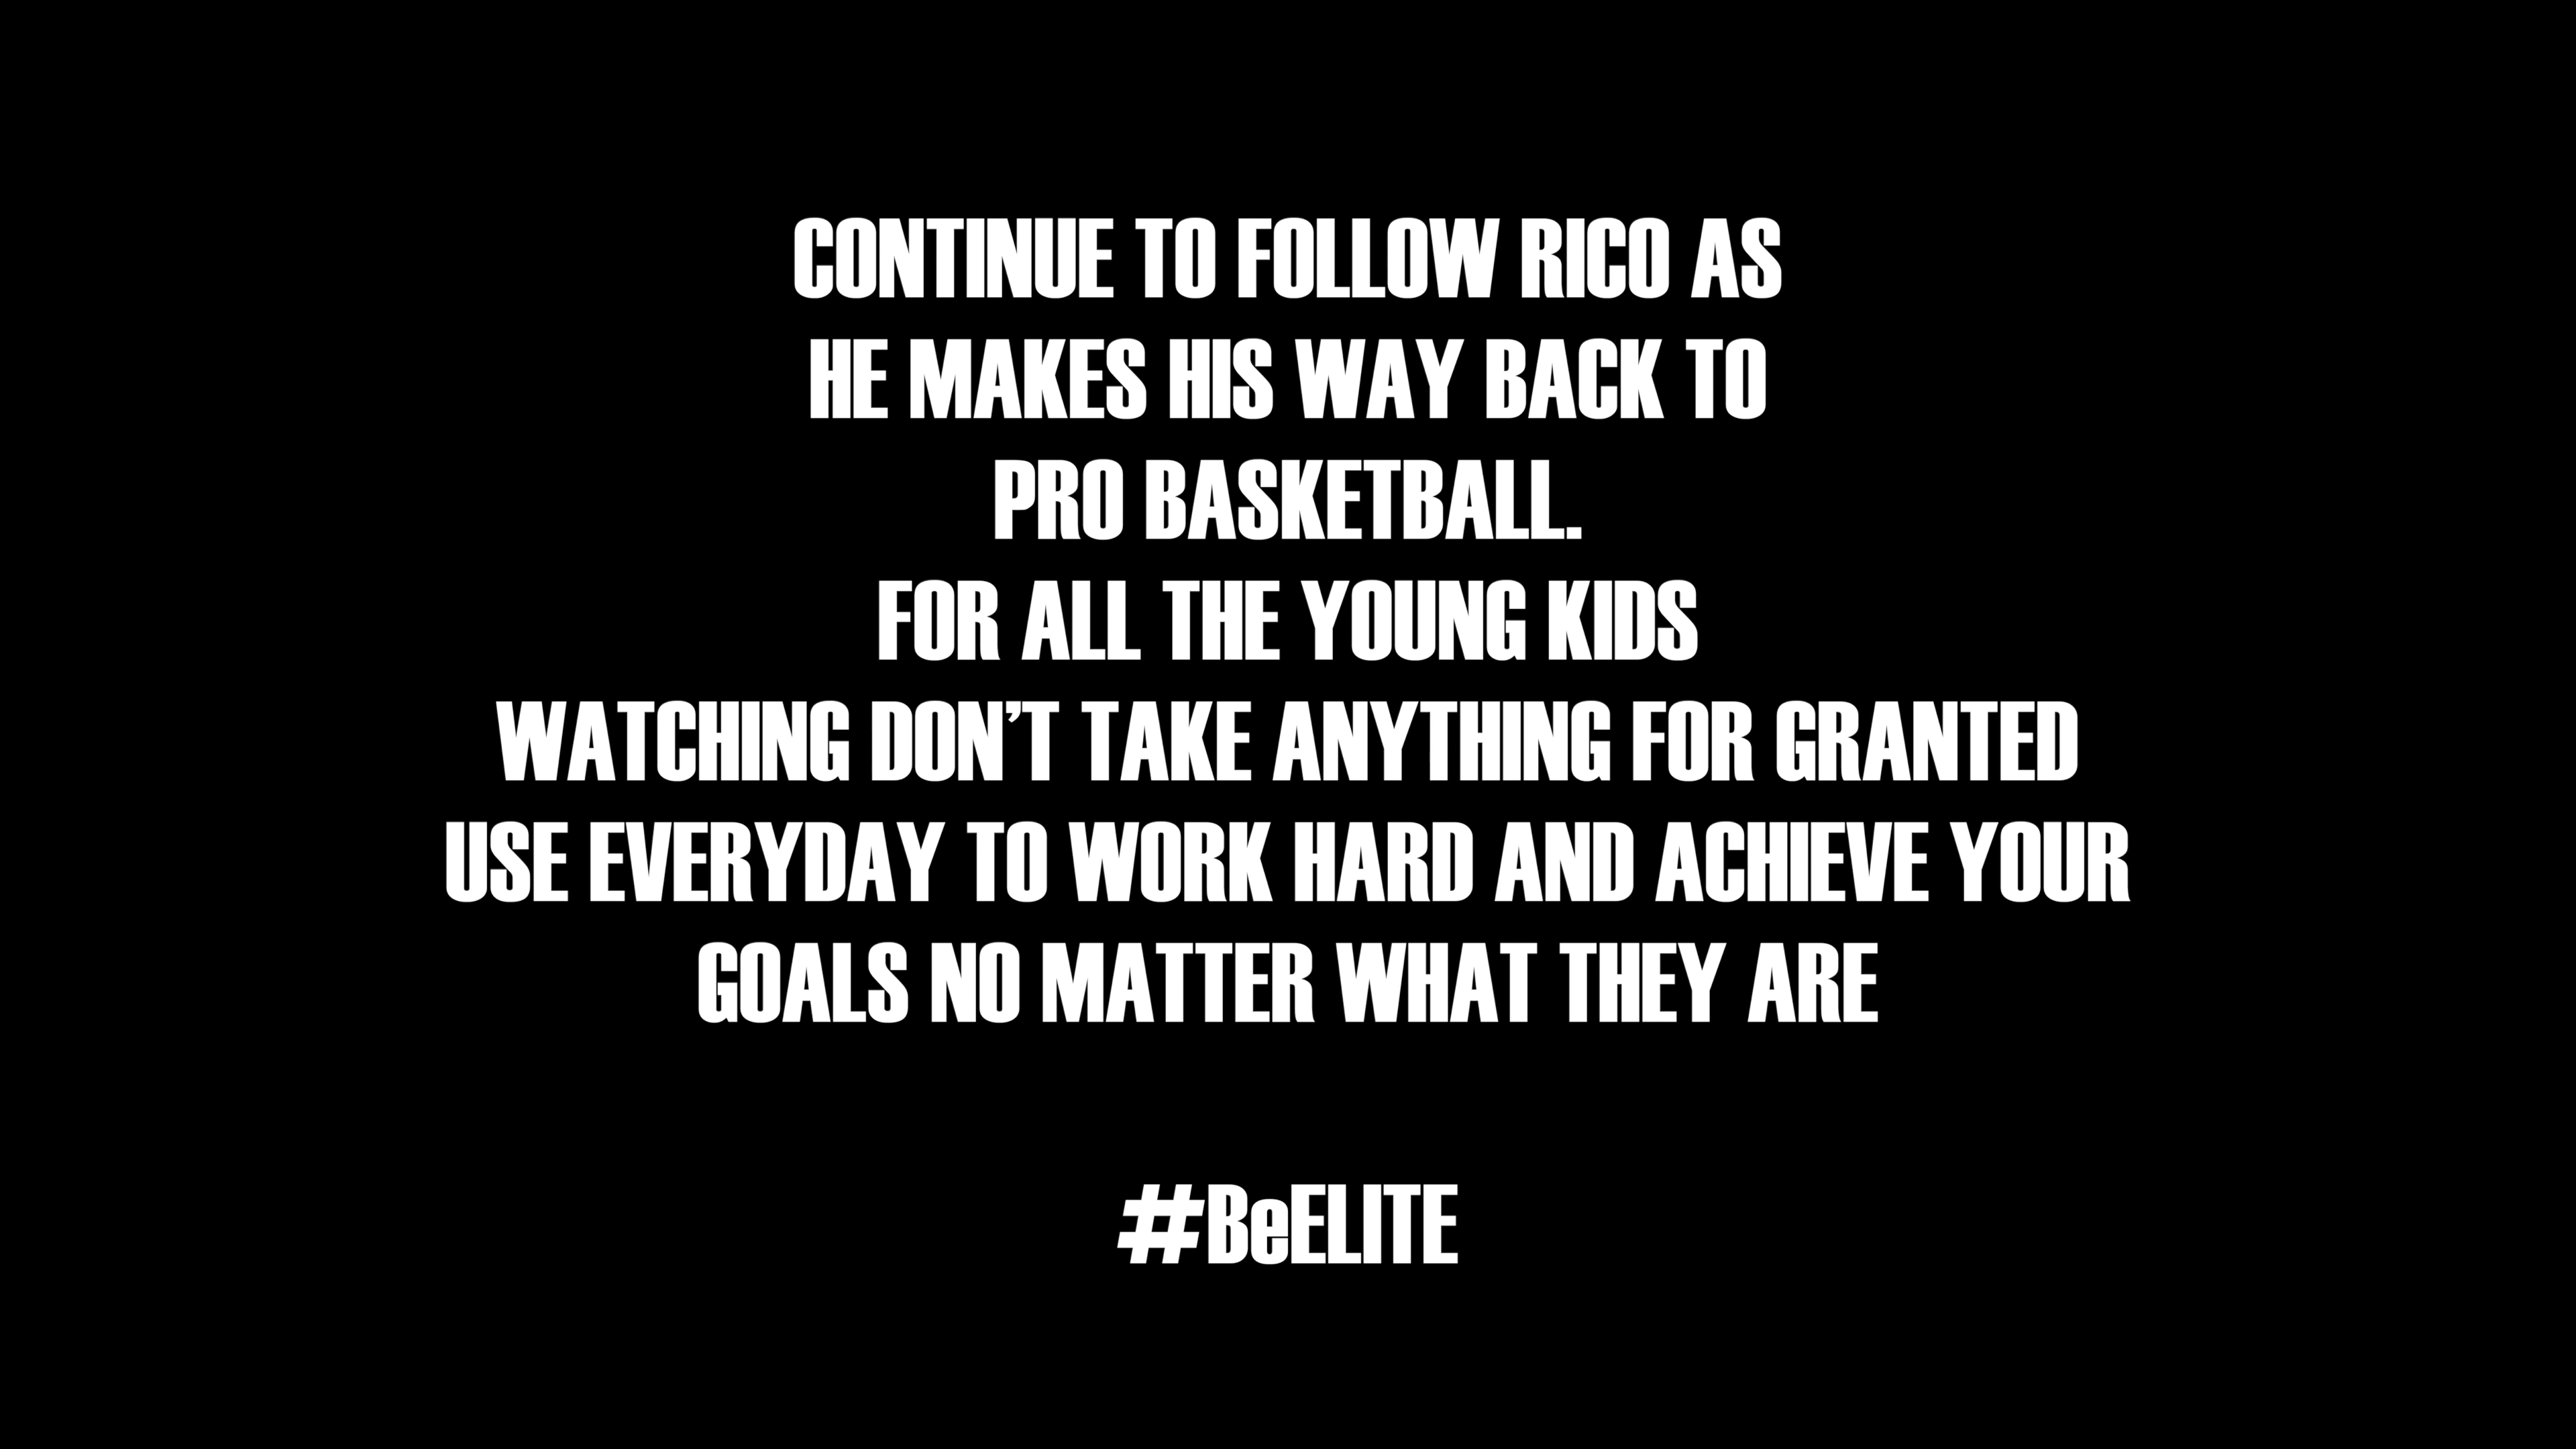 CONTINUE TO FOLLOW RICO AS
HE MAKES HIS WAY BACK TO
PRO BASKETBALL.
FOR ALL THE YOUNG KIDS
WATCHING DON'T TAKE ANYTHING FOR GRANTED
USE EVERYDAY TO WORK HARD AND ACHIEVE YOUR
GOALS NO MATTER WHAT THEY ARE
#BeELITE